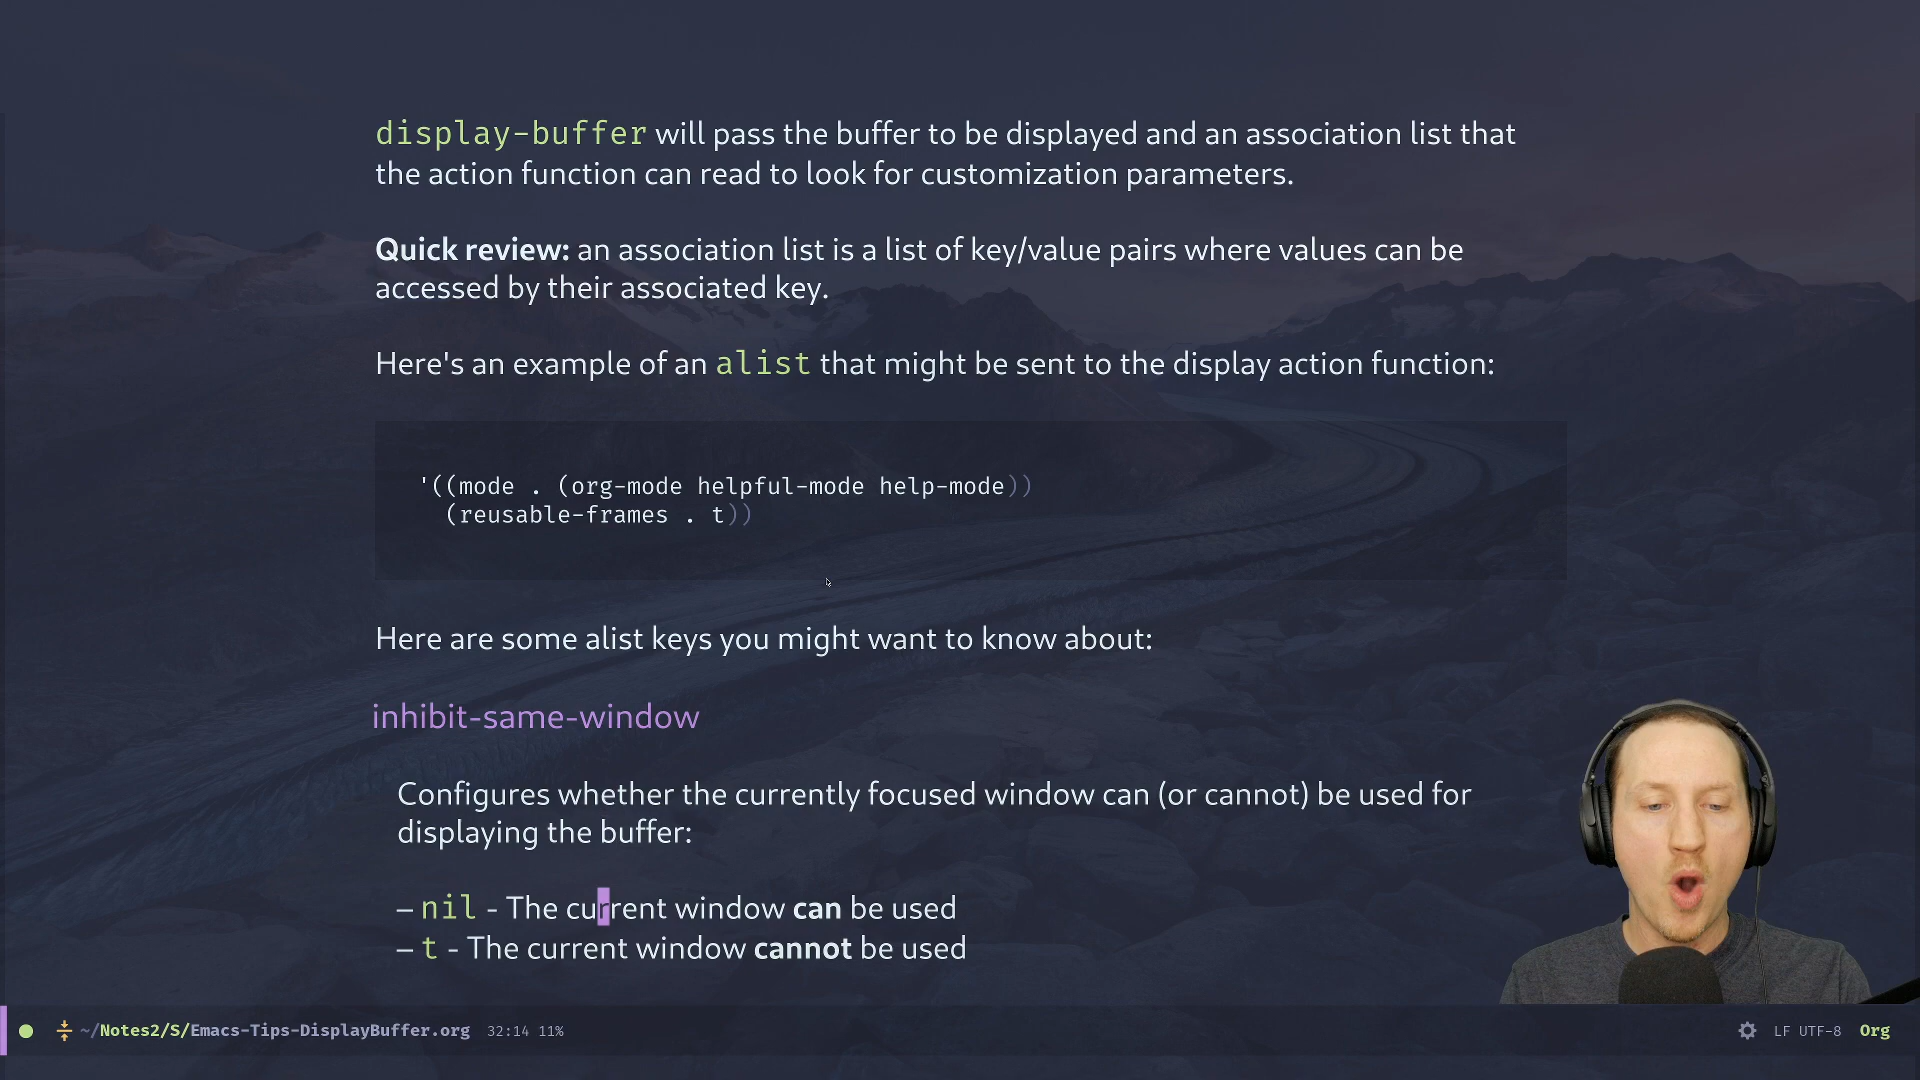 display-buffer will pass the buffer to be displayed and an association list that
the action function can read to look for customization parameters.
Quick review: an association list is a list of key/value pairs where values can be
accessed by their associated key.
Here's an example of an alist that might be sent to the display action function:
'((mode . (org-mode helpful-mode help-mode))
(reusable-frames . t))
Here are some alist keys you might want to know about:
inhibit-same-window
Configures whether the currently focused window can (or cannot) be used for
displaying the buffer:
– nil - The current window can be used
– t - The current window cannot be used
~/Notes2/S/Emacs-Tips-DisplayBuffer.org 32:14 11% LF UTF-8 Org